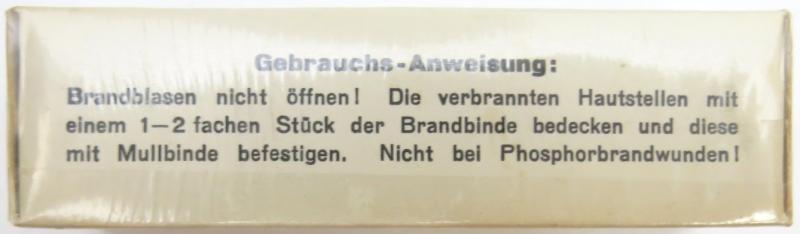 Gebrauchs-Anweisung:
Brandblasen nicht öffnen! Die verbrannten Hautstellen mit
einem 1–2 fachen Stück der Brandbinde bedecken und diese
mit Mullbinde befestigen. Nicht bei Phosphorbrandwunden!